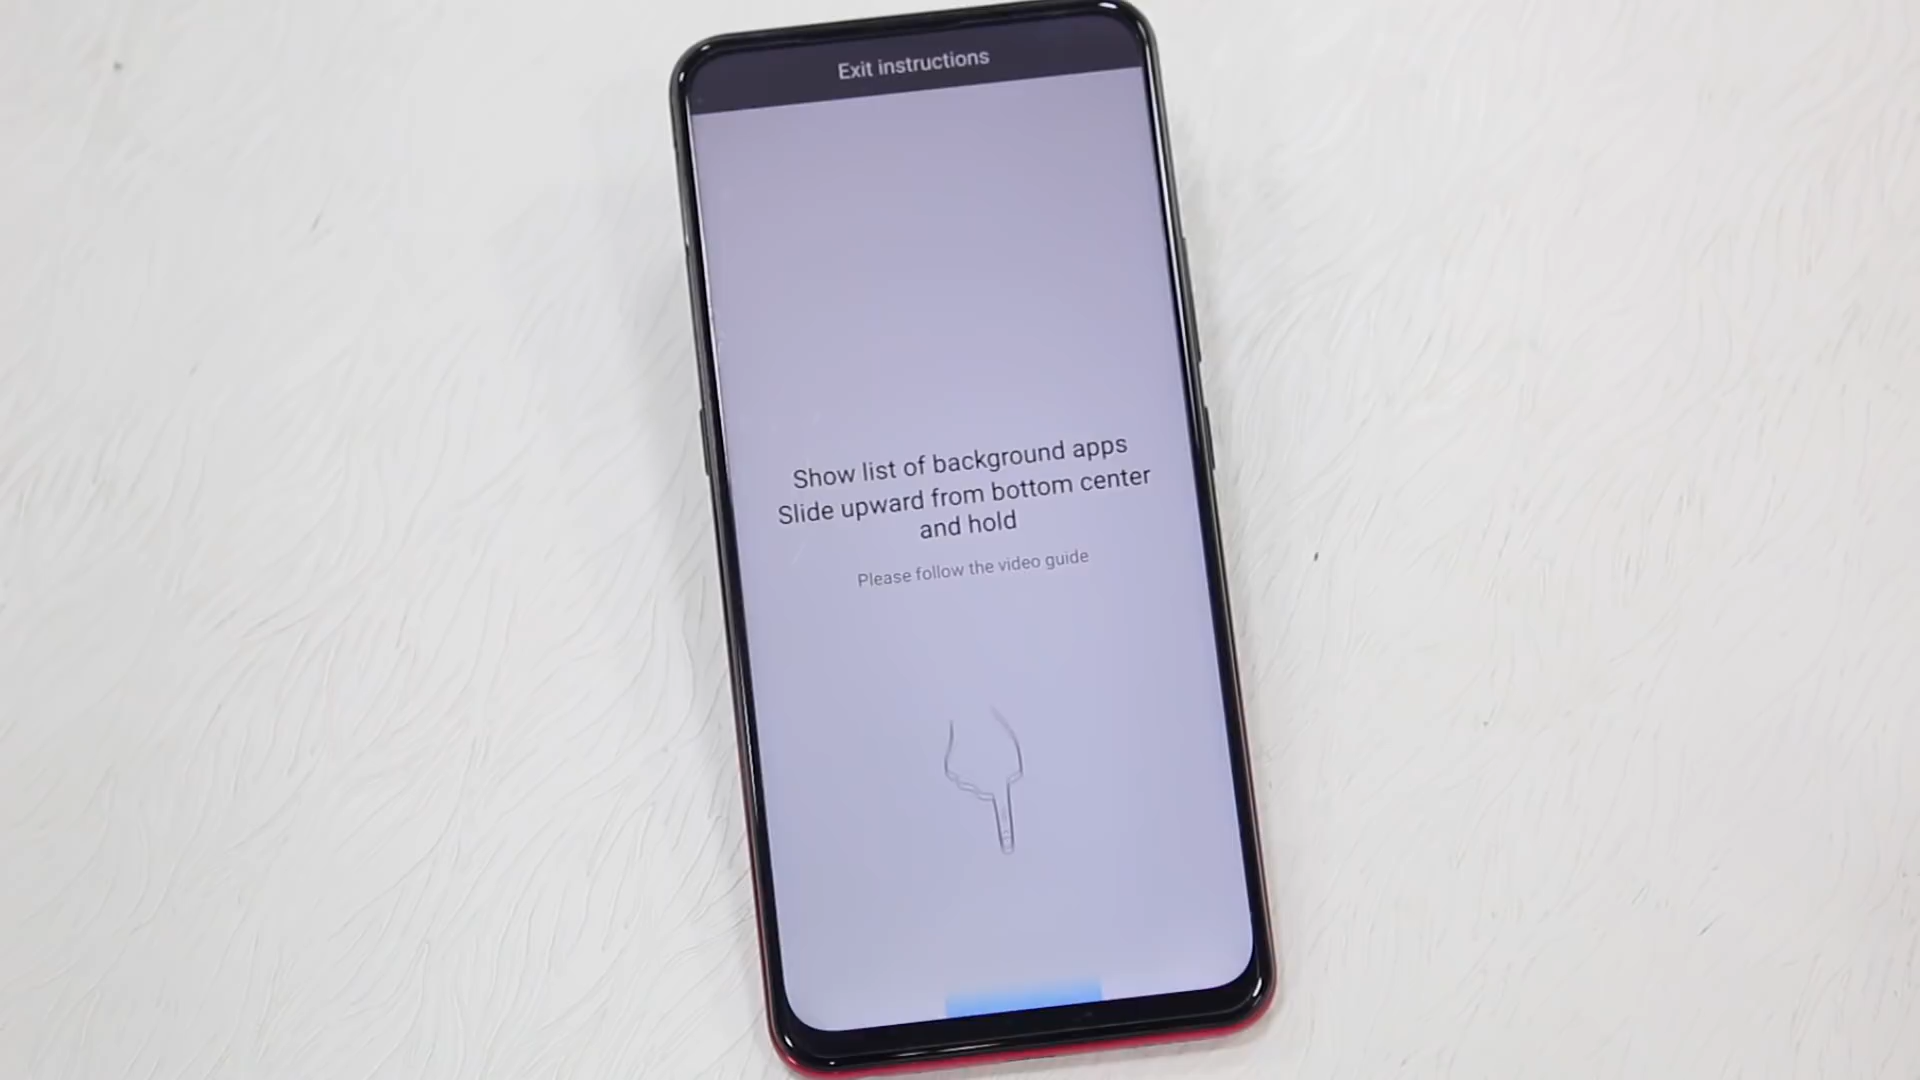 Exit instructions
Show list of background apps
Slide upward from bottom center
and hold
Please follow the video guide